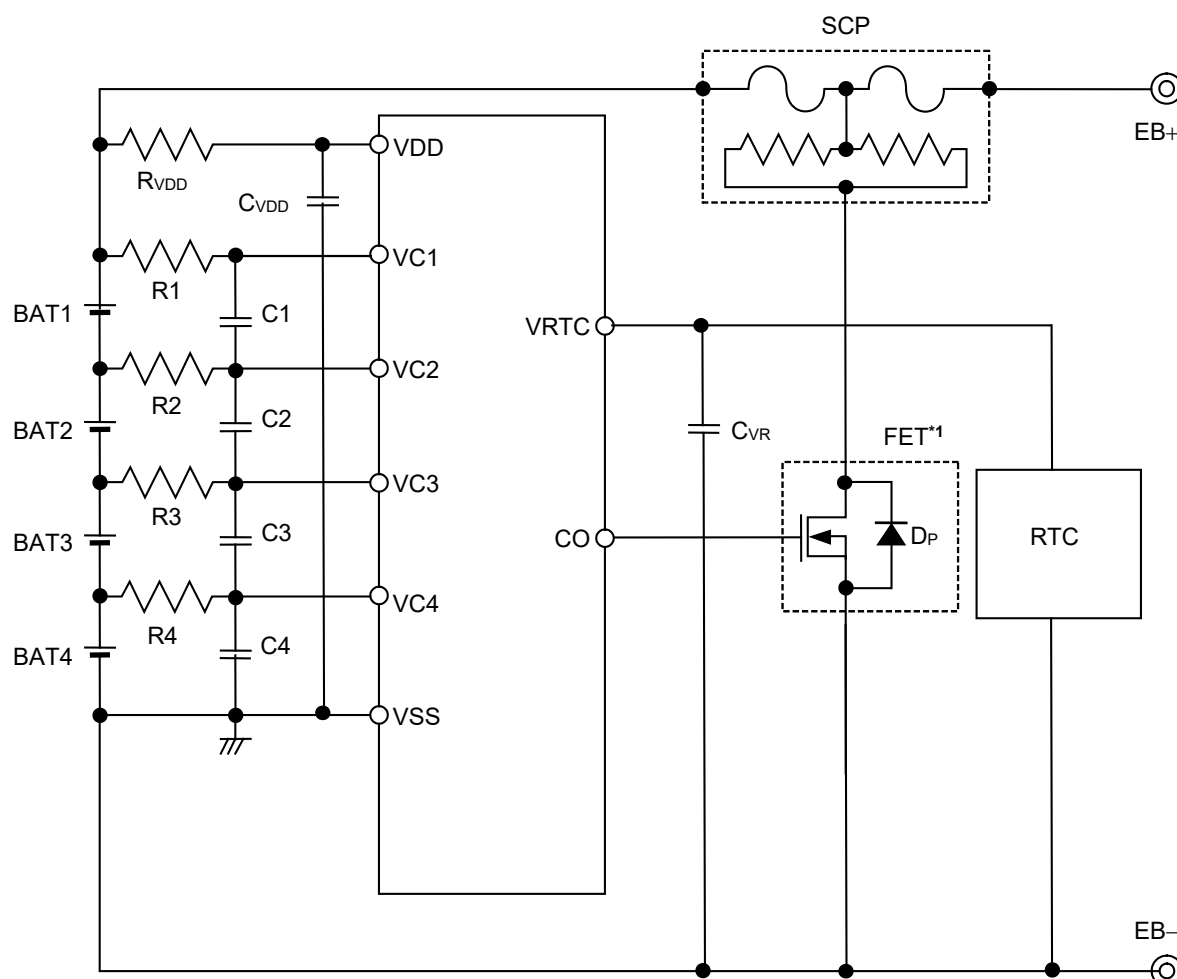 SCP
EB+
VDD
RVDD
CVDD
VC1
R1
BAT1
C1
VRTC
VC2
R2
BAT2
C2
CVR
FET*1
VC3
R3
BAT3
C3
CO
DP
RTC
VC4
R4
BAT4
C4
VSS
EB−